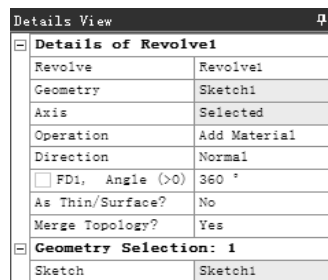 Details View
Details of Revolve1
Revolve Revolve1
Geometry Sketch1
Axis Selected
Operation Add Material
Direction Normal
FD1, Angle (>0) 360 °
As Thin/Surface? No
Merge Topology? Yes
Geometry Selection: 1
Sketch Sketch1